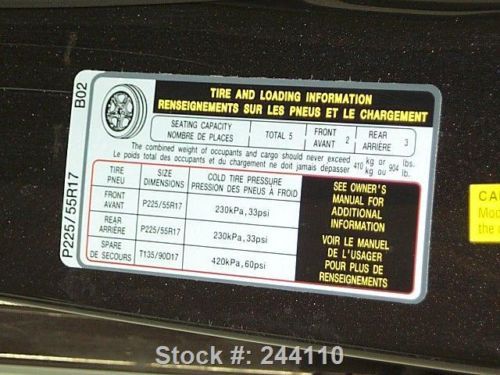 B02
P225/55R17
TIRE AND LOADING INFORMATION
RENSEIGNEMENTS SUR LES PNEUS ET LE CHARGEMENT
SEATING CAPACITY
NOMBRE DE PLACES
TOTAL 5
FRONT
AVANT 2
REAR
ARRIÈRE 3
The combined weight of occupants and cargo should never exceed 410 kg or 904 lbs.
Le poids total des occupants et du chargement ne doit jamais depasser 410 kg ou 904 lb.
TIRE
PNEU
SIZE
DIMENSIONS
COLD TIRE PRESSURE
PRESSION DES PNEUS À FROID
FRONT
AVANT
P225/55R17
230kPa,33psi
REAR
ARRIÈRE
P225/55R17
230kPa,33psi
SPARE
DE SECOURS
T135/90D17
420kPa,60psi
SEE OWNER'S
MANUAL FOR
ADDITIONAL
INFORMATION
VOIR LE MANUEL
DE L'USAGER
POUR PLUS DE
RENSEIGNEMENTS
Stock #: 244110